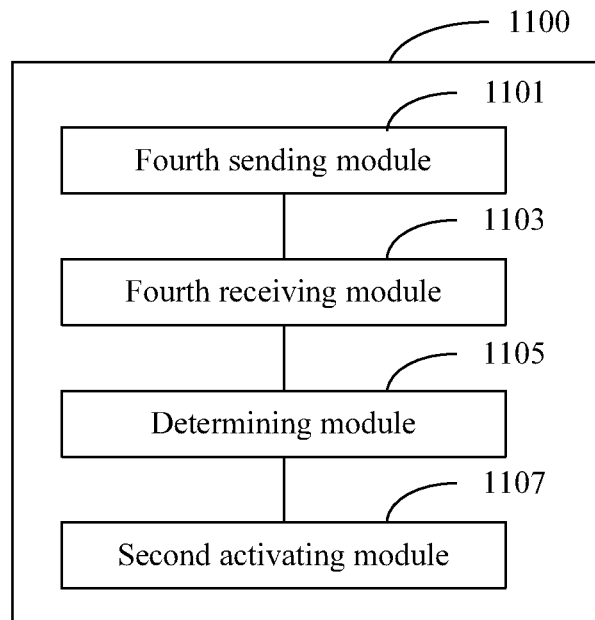 1100
1101
Fourth sending module
1103
Fourth receiving module
1105
Determining module
1107
Second activating module